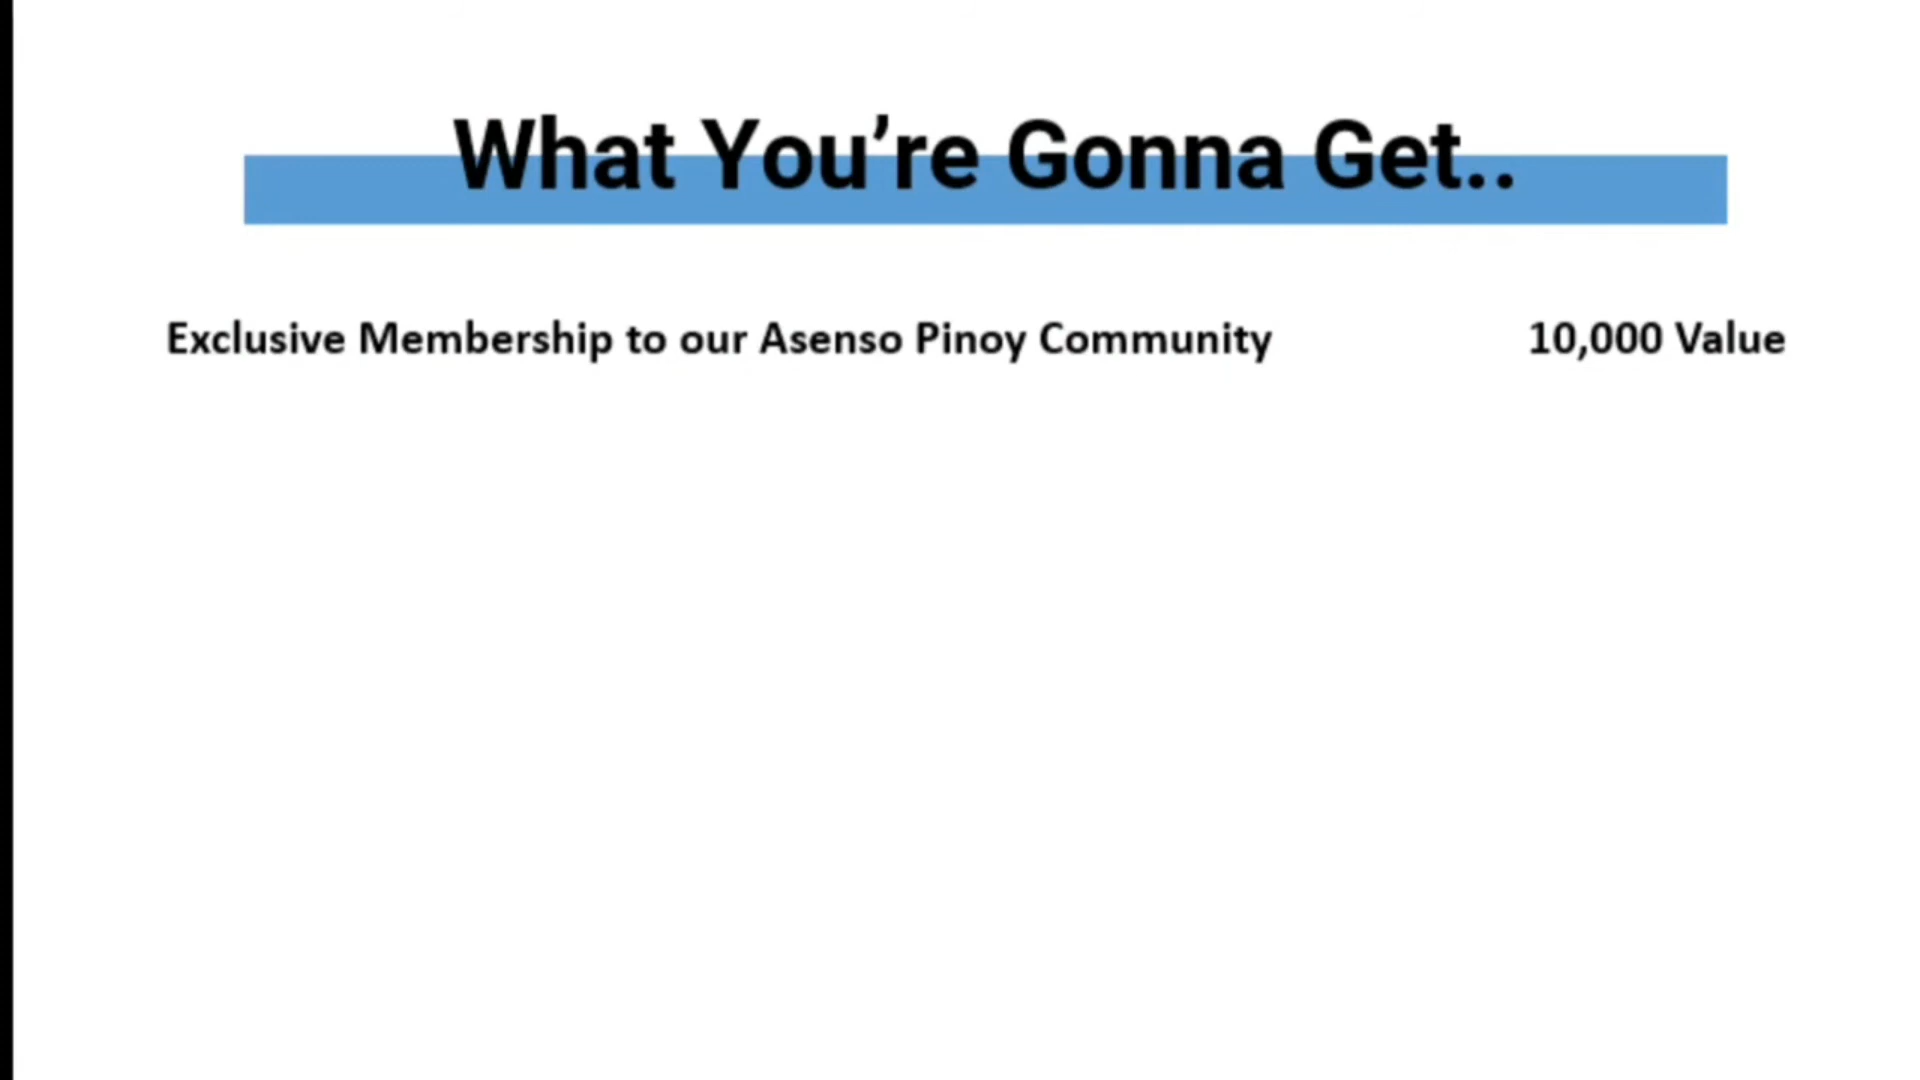 What You’re Gonna Get..
Exclusive Membership to our Asenso Pinoy Community 10,000 Value